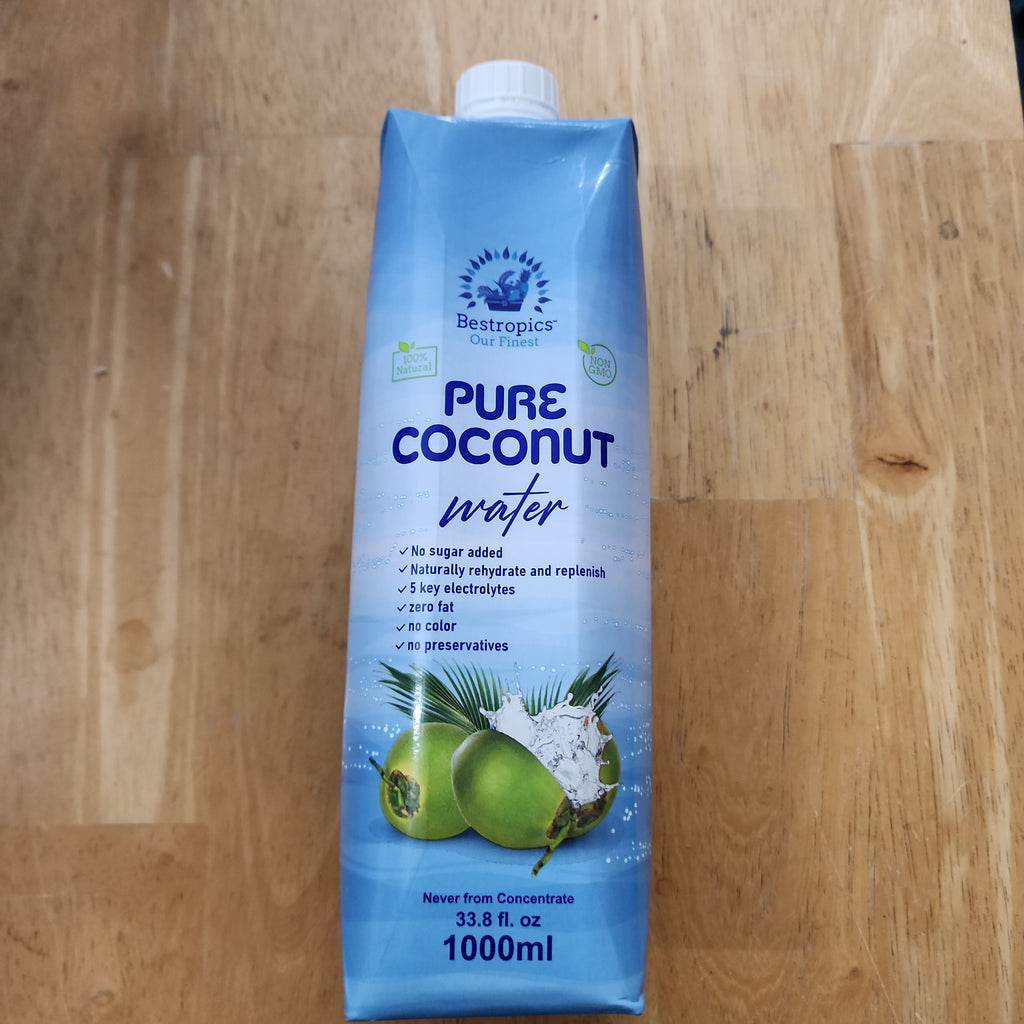 Bestropics™
Our Finest
100%
Natural
NON
GMO
PURE
COCONUT
water
No sugar added
Naturally rehydrate and replenish
5 key electrolytes
zero fat
no color
no preservatives
Never from Concentrate
33.8 fl. oz
1000ml